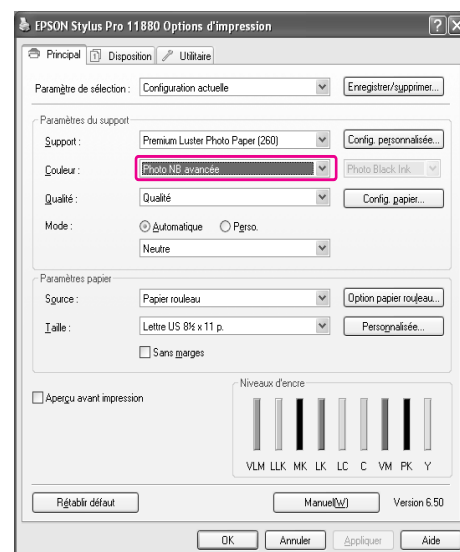 EPSON Stylus Pro 11880 Options d'impression
Principal Disposition Utilitaire
Paramètre de sélection : Configuration actuelle Enregistrer/supprimer...
Paramètres du support
Support : Premium Luster Photo Paper (260) Config. personnalisée...
Couleur : Photo NB avancée Photo Black Ink
Qualité : Qualité Config. papier...
Mode : Automatique Perso.
Neutre
Paramètres papier
Source : Papier rouleau Option papier rouleau...
Taille : Lettre US 8½ x 11 p. Personnalisée...
Sans marges
Niveaux d'encre
Aperçu avant impression
VLM LLK MK LK LC C VM PK Y
Rétablir défaut Manuel(W) Version 6.50
OK Annuler Appliquer Aide